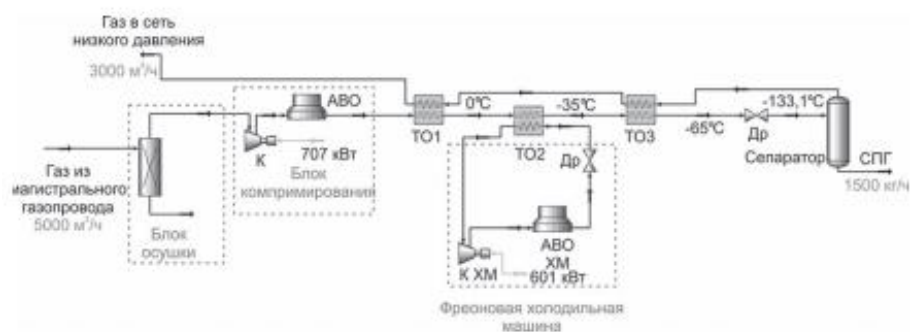 Газ в сеть
низкого давления
3000 м³/ч
АВО
0°C
-35°C
-133,1°C
ТО1
ТО2
ТО3
-65°C
Др
К
707 кВт
Блок
компримирования
Газ из
магистрального
газопровода
5000 м³/ч
Блок
осушки
Др
Сепаратор
СПГ
1500 кг/ч
АВО
ХМ
К ХМ
601 кВт
Фреоновая холодильная
машина